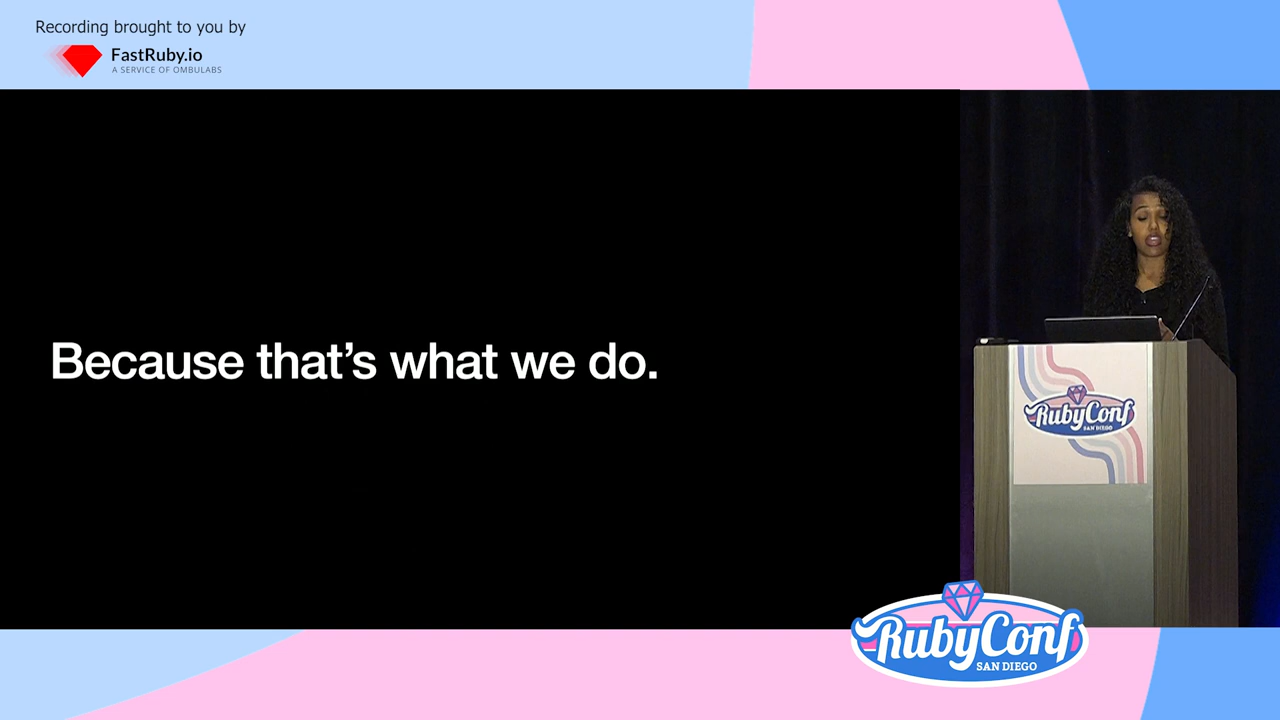 Recording brought to you by
FastRuby.io
A SERVICE OF OMBULABS
Because that's what we do.
RubyConf
SAN DIEGO
RubyConf
SAN DIEGO